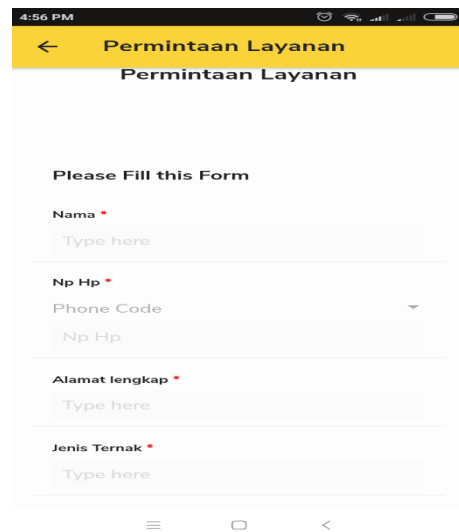 4:56 PM
Permintaan Layanan
Permintaan Layanan
Please Fill this Form
Nama *
Type here
Np Hp *
Phone Code
Np Hp
Alamat lengkap *
Type here
Jenis Ternak *
Type here